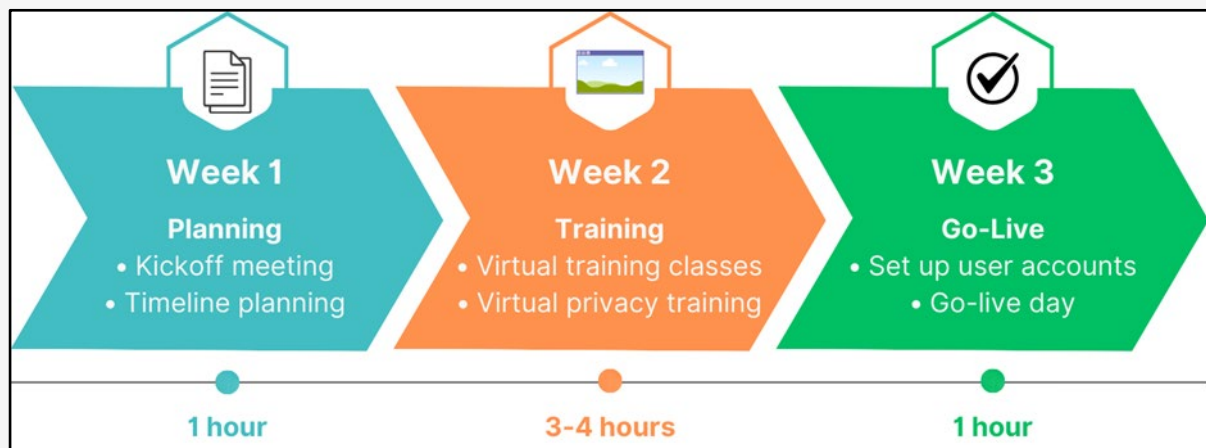 Week 1
Planning
• Kickoff meeting
• Timeline planning
1 hour
Week 2
Training
• Virtual training classes
• Virtual privacy training
3-4 hours
Week 3
Go-Live
• Set up user accounts
• Go-live day
1 hour